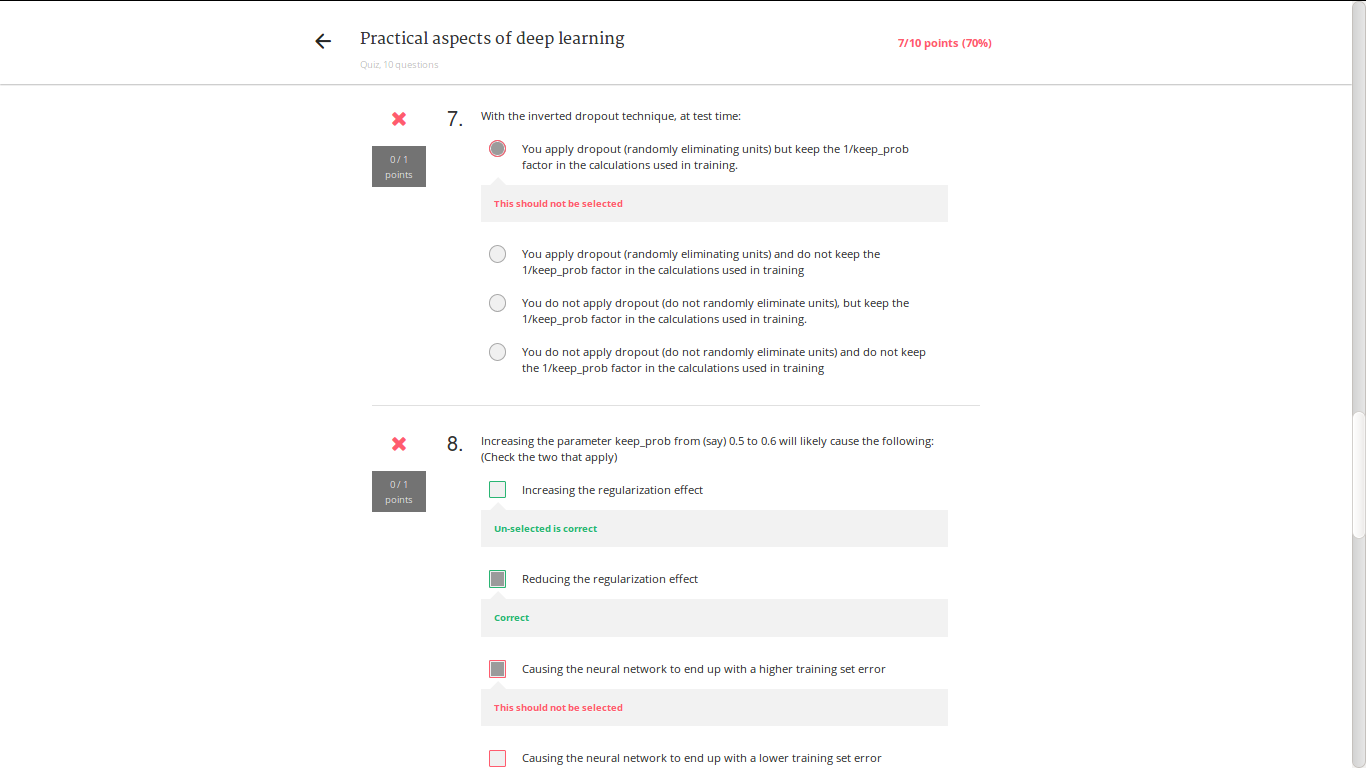 Practical aspects of deep learning
7/10 points (70%)
Quiz, 10 questions
7.
With the inverted dropout technique, at test time:
0 / 1
points
You apply dropout (randomly eliminating units) but keep the 1/keep_prob
factor in the calculations used in training.
This should not be selected
You apply dropout (randomly eliminating units) and do not keep the
1/keep_prob factor in the calculations used in training
You do not apply dropout (do not randomly eliminate units), but keep the
1/keep_prob factor in the calculations used in training.
You do not apply dropout (do not randomly eliminate units) and do not keep
the 1/keep_prob factor in the calculations used in training
8.
Increasing the parameter keep_prob from (say) 0.5 to 0.6 will likely cause the following:
(Check the two that apply)
0 / 1
points
Increasing the regularization effect
Un-selected is correct
Reducing the regularization effect
Correct
Causing the neural network to end up with a higher training set error
This should not be selected
Causing the neural network to end up with a lower training set error